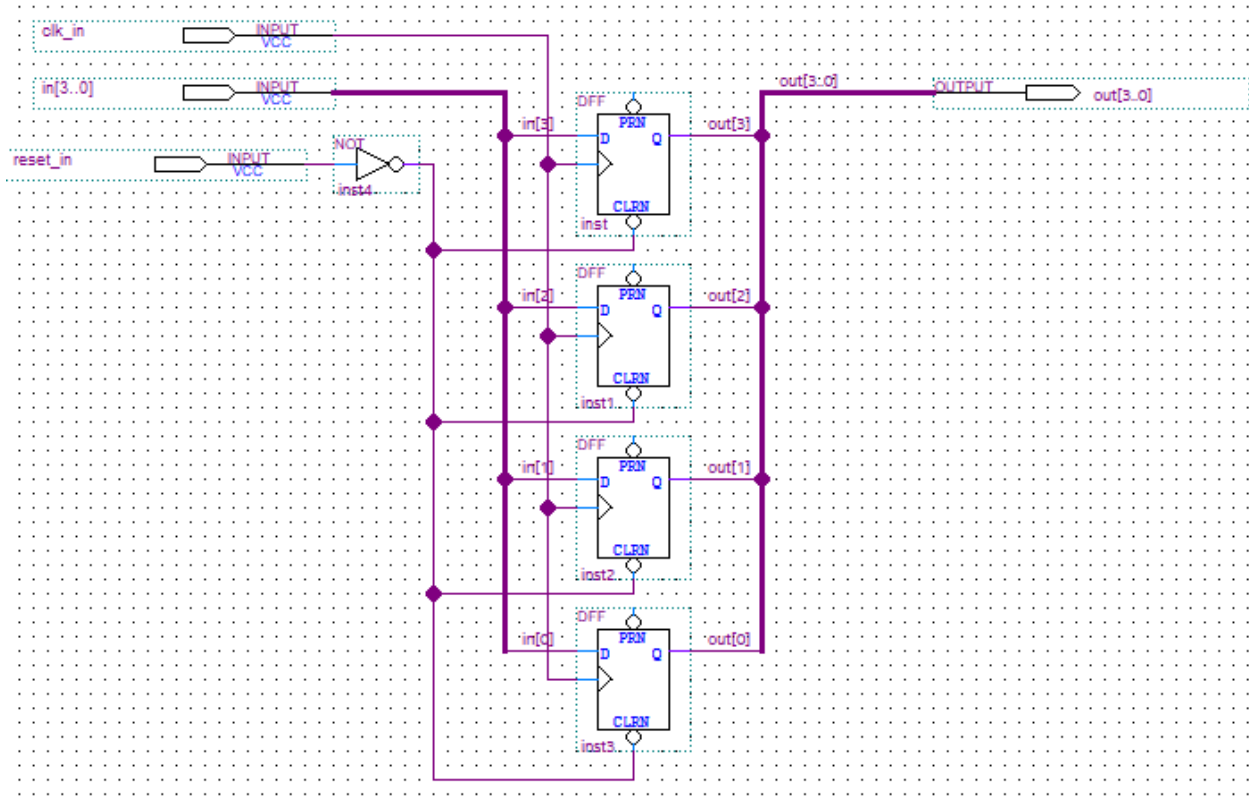 clk_in
INPUT
VCC
in[3..0]
INPUT
VCC
out[3..0]
OUTPUT
out[3..0]
reset_in
INPUT
VCC
NOT
inst4
DFF
in[3]
PRN
D
Q
out[3]
CLRN
inst
DFF
in[2]
PRN
D
Q
out[2]
CLRN
inst1
DFF
in[1]
PRN
D
Q
out[1]
CLRN
inst2
DFF
in[0]
PRN
D
Q
out[0]
CLRN
inst3